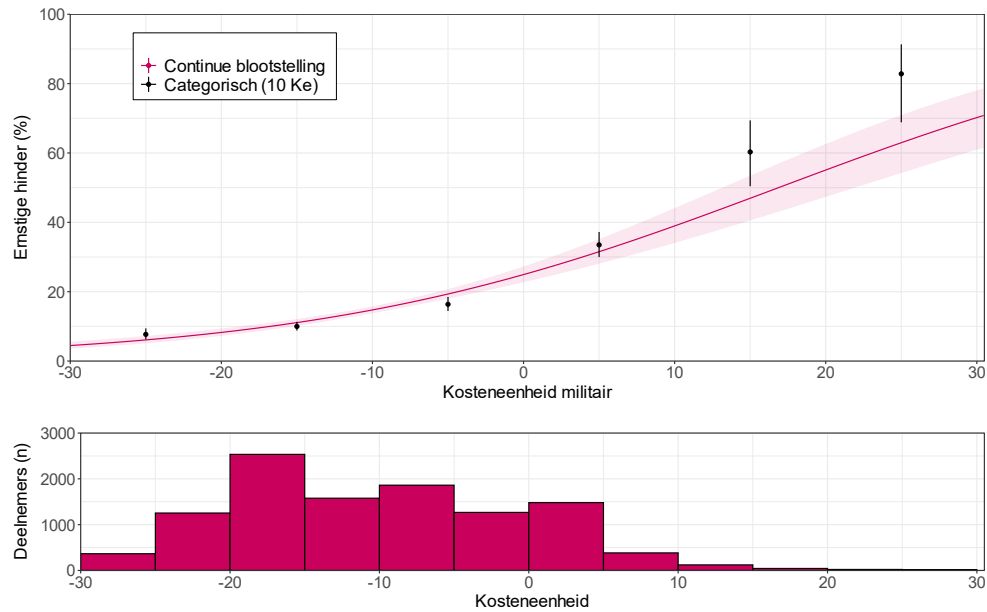 100
80
60
40
20
0
Ernstige hinder (%)
Continue blootstelling
Categorisch (10 Ke)
-30 -20 -10 0 10 20 30
Kosteneenheid militair
3000
2000
1000
0
Deelnemers (n)
-30 -20 -10 0 10 20 30
Kosteneenheid